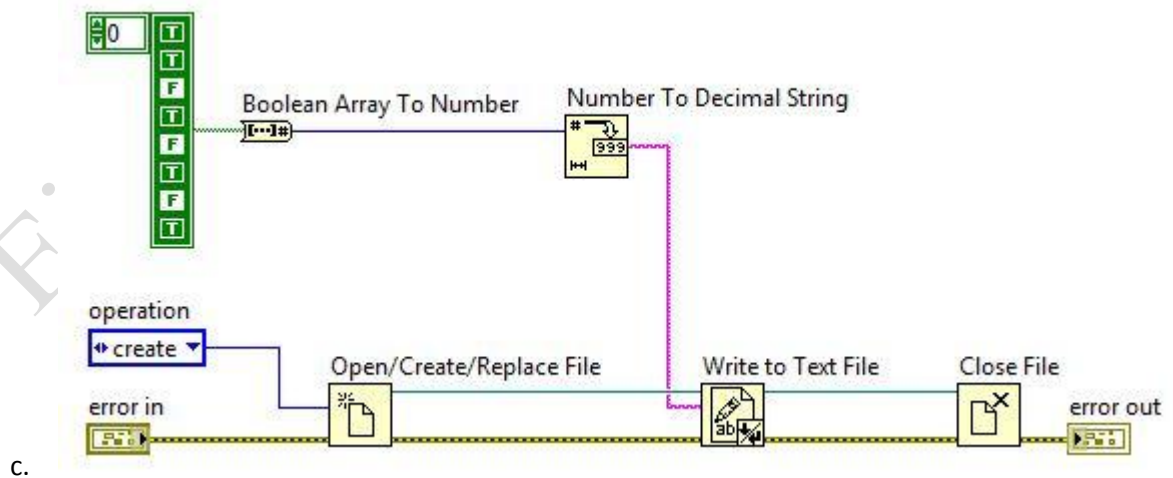 0
T
T
F
T
F
T
F
T
Boolean Array To Number
Number To Decimal String
[···]#
#
999
operation
create
Open/Create/Replace File
Write to Text File
Close File
error in
ab
error out
c.
F.